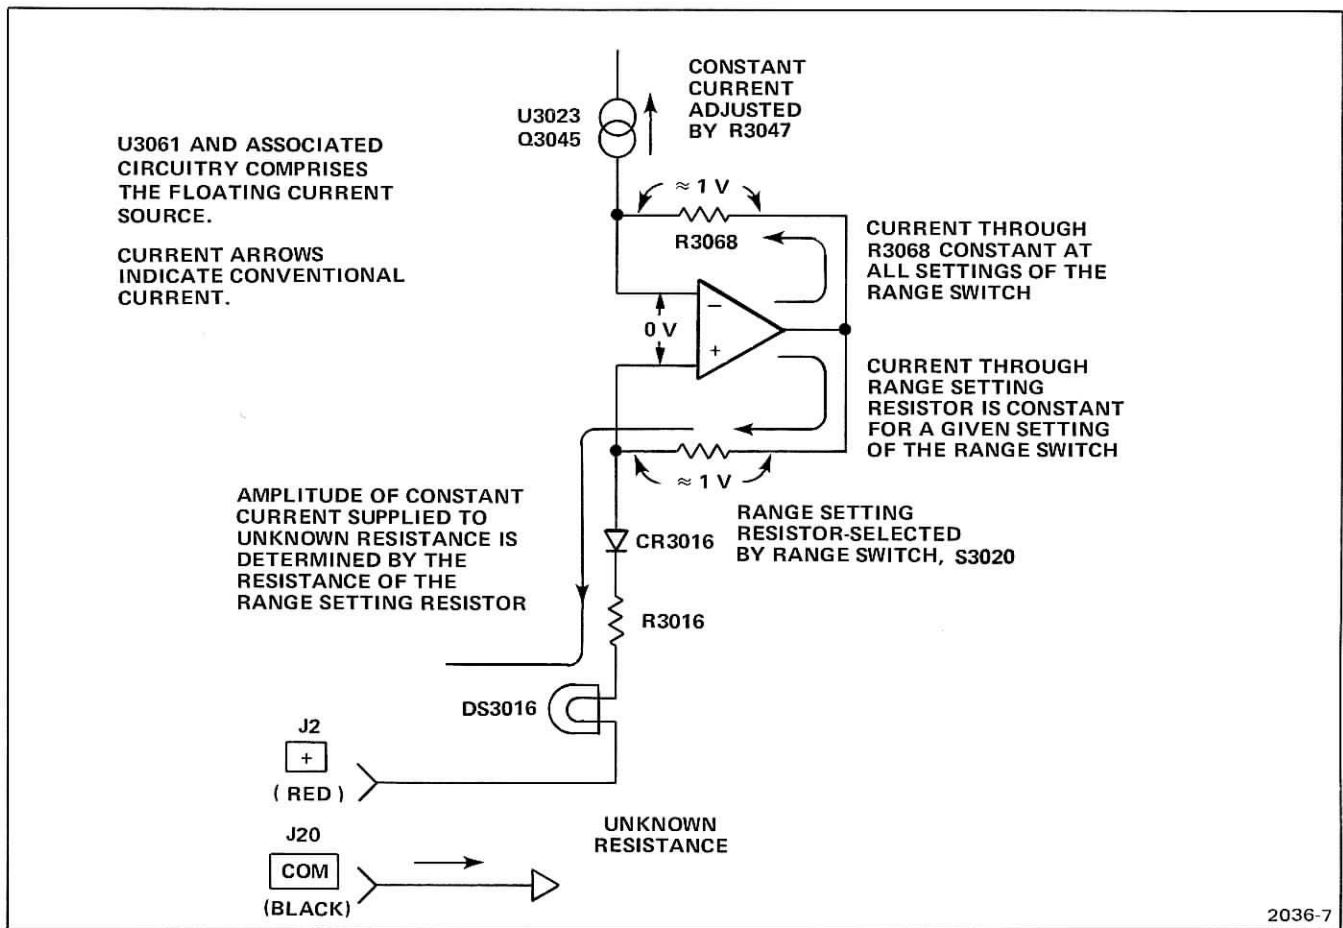 CONSTANT
CURRENT
ADJUSTED
BY R3047
U3023
Q3045
U3061 AND ASSOCIATED
CIRCUITRY COMPRISES
THE FLOATING CURRENT
SOURCE.
CURRENT ARROWS
INDICATE CONVENTIONAL
CURRENT.
≈ 1 V
R3068
CURRENT THROUGH
R3068 CONSTANT AT
ALL SETTINGS OF THE
RANGE SWITCH
−
0 V
+
CURRENT THROUGH
RANGE SETTING
RESISTOR IS CONSTANT
FOR A GIVEN SETTING
OF THE RANGE SWITCH
≈ 1 V
AMPLITUDE OF CONSTANT
CURRENT SUPPLIED TO
UNKNOWN RESISTANCE IS
DETERMINED BY THE
RESISTANCE OF THE
RANGE SETTING RESISTOR
RANGE SETTING
RESISTOR-SELECTED
BY RANGE SWITCH, S3020
CR3016
R3016
DS3016
J2
+
( RED )
UNKNOWN
RESISTANCE
J20
COM
(BLACK)
2036-7